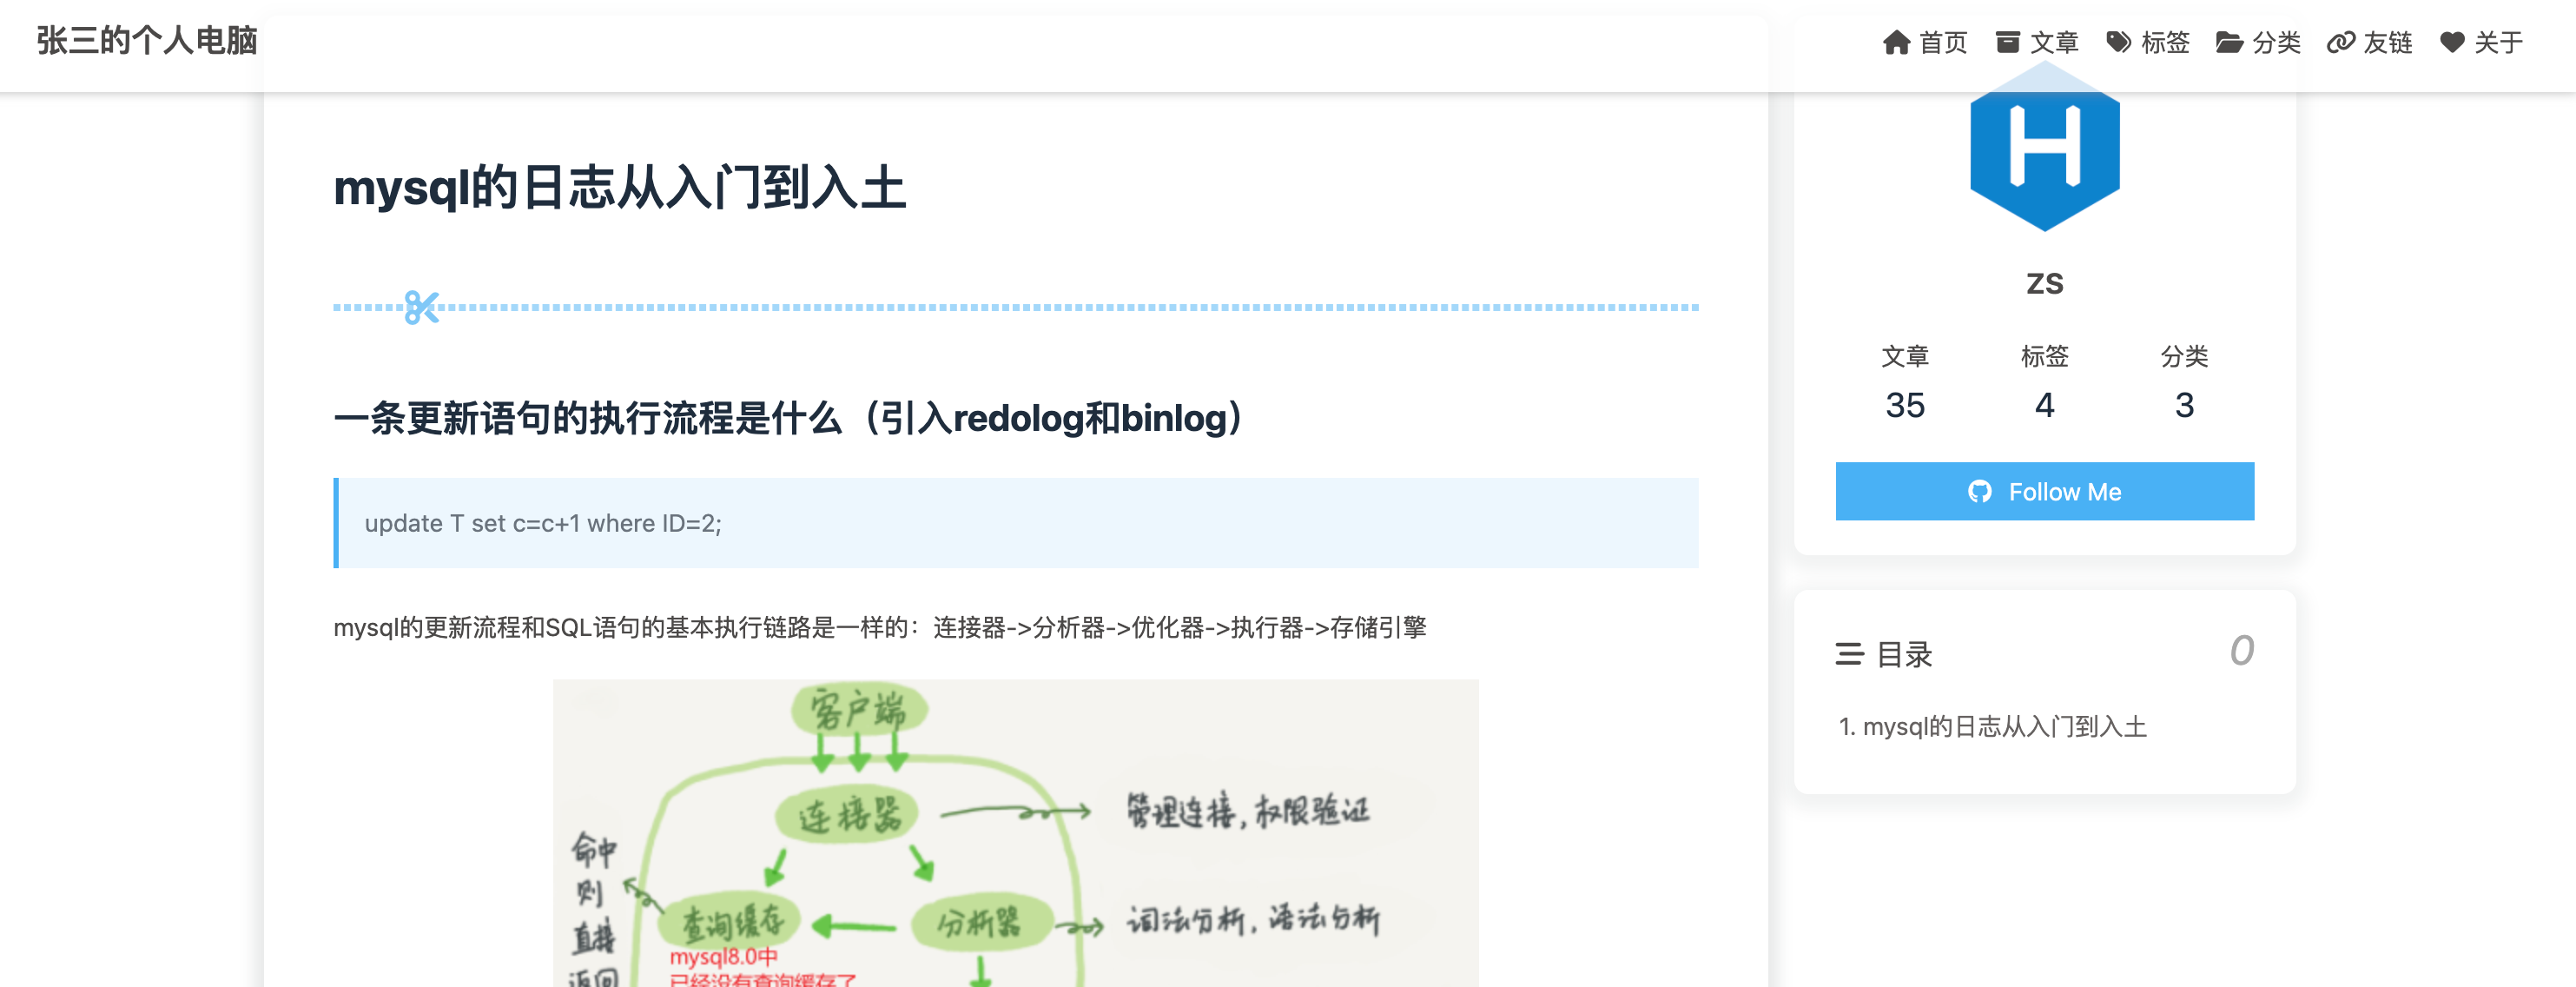 张三的个人电脑
首页 文章 标签 分类 友链 关于
mysql的日志从入门到入土
一条更新语句的执行流程是什么（引入redolog和binlog）
update T set c=c+1 where ID=2;
mysql的更新流程和SQL语句的基本执行链路是一样的：连接器->分析器->优化器->执行器->存储引擎
客户端
连接器
管理连接，权限验证
命中
则
直接
返回
查询缓存
分析器
词法分析，语法分析
mysql8.0中
已经没有查询缓存了
H
zs
文章 标签 分类
35 4 3
Follow Me
目录 0
1. mysql的日志从入门到入土